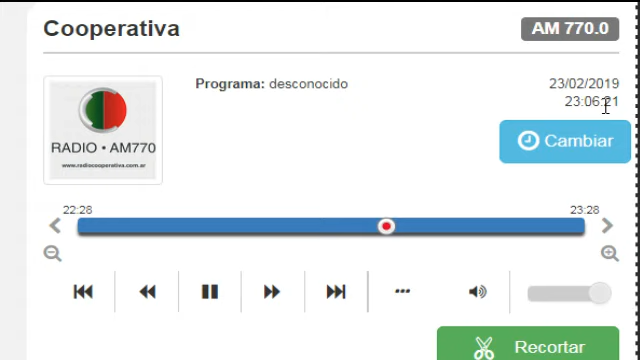 Cooperativa
AM 770.0
Programa: desconocido
23/02/2019
23:06:21
RADIO • AM770
www.radiocooperativa.com.ar
Cambiar
22:28
23:28
Recortar